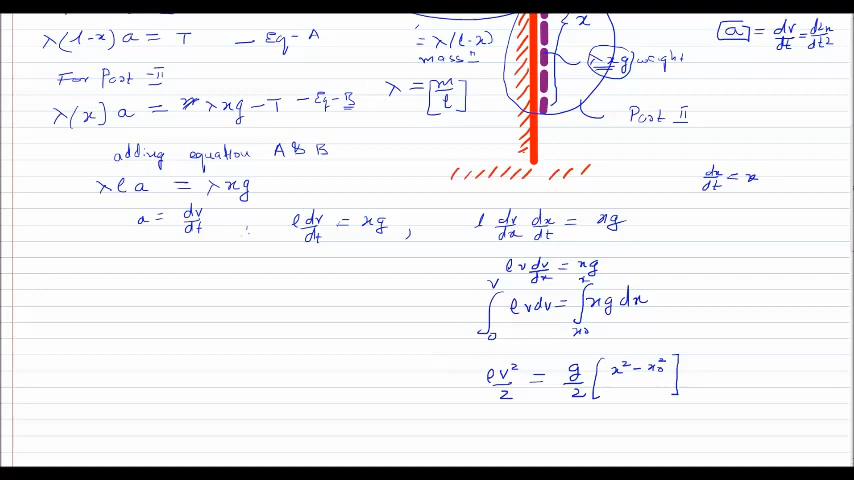 λ(l-x) a = T — Eq-A
= λ(l-x)
mass
x
λxg weight
a = dv/dt = d2x/dt2
For Part -II
λ(x) a = λxg - T - Eq-B
λ = [m/l]
Part II
adding equation A & B
λ l a = λxg
dx/dt = x
a = dv/dt ∴ l dv/dt = xg , l dv/dx dx/dt = xg
l v dv/dx = xg
∫0^v l v dv = ∫x0^x xg dx
l v²/2 = g/2 [x² - x0²]